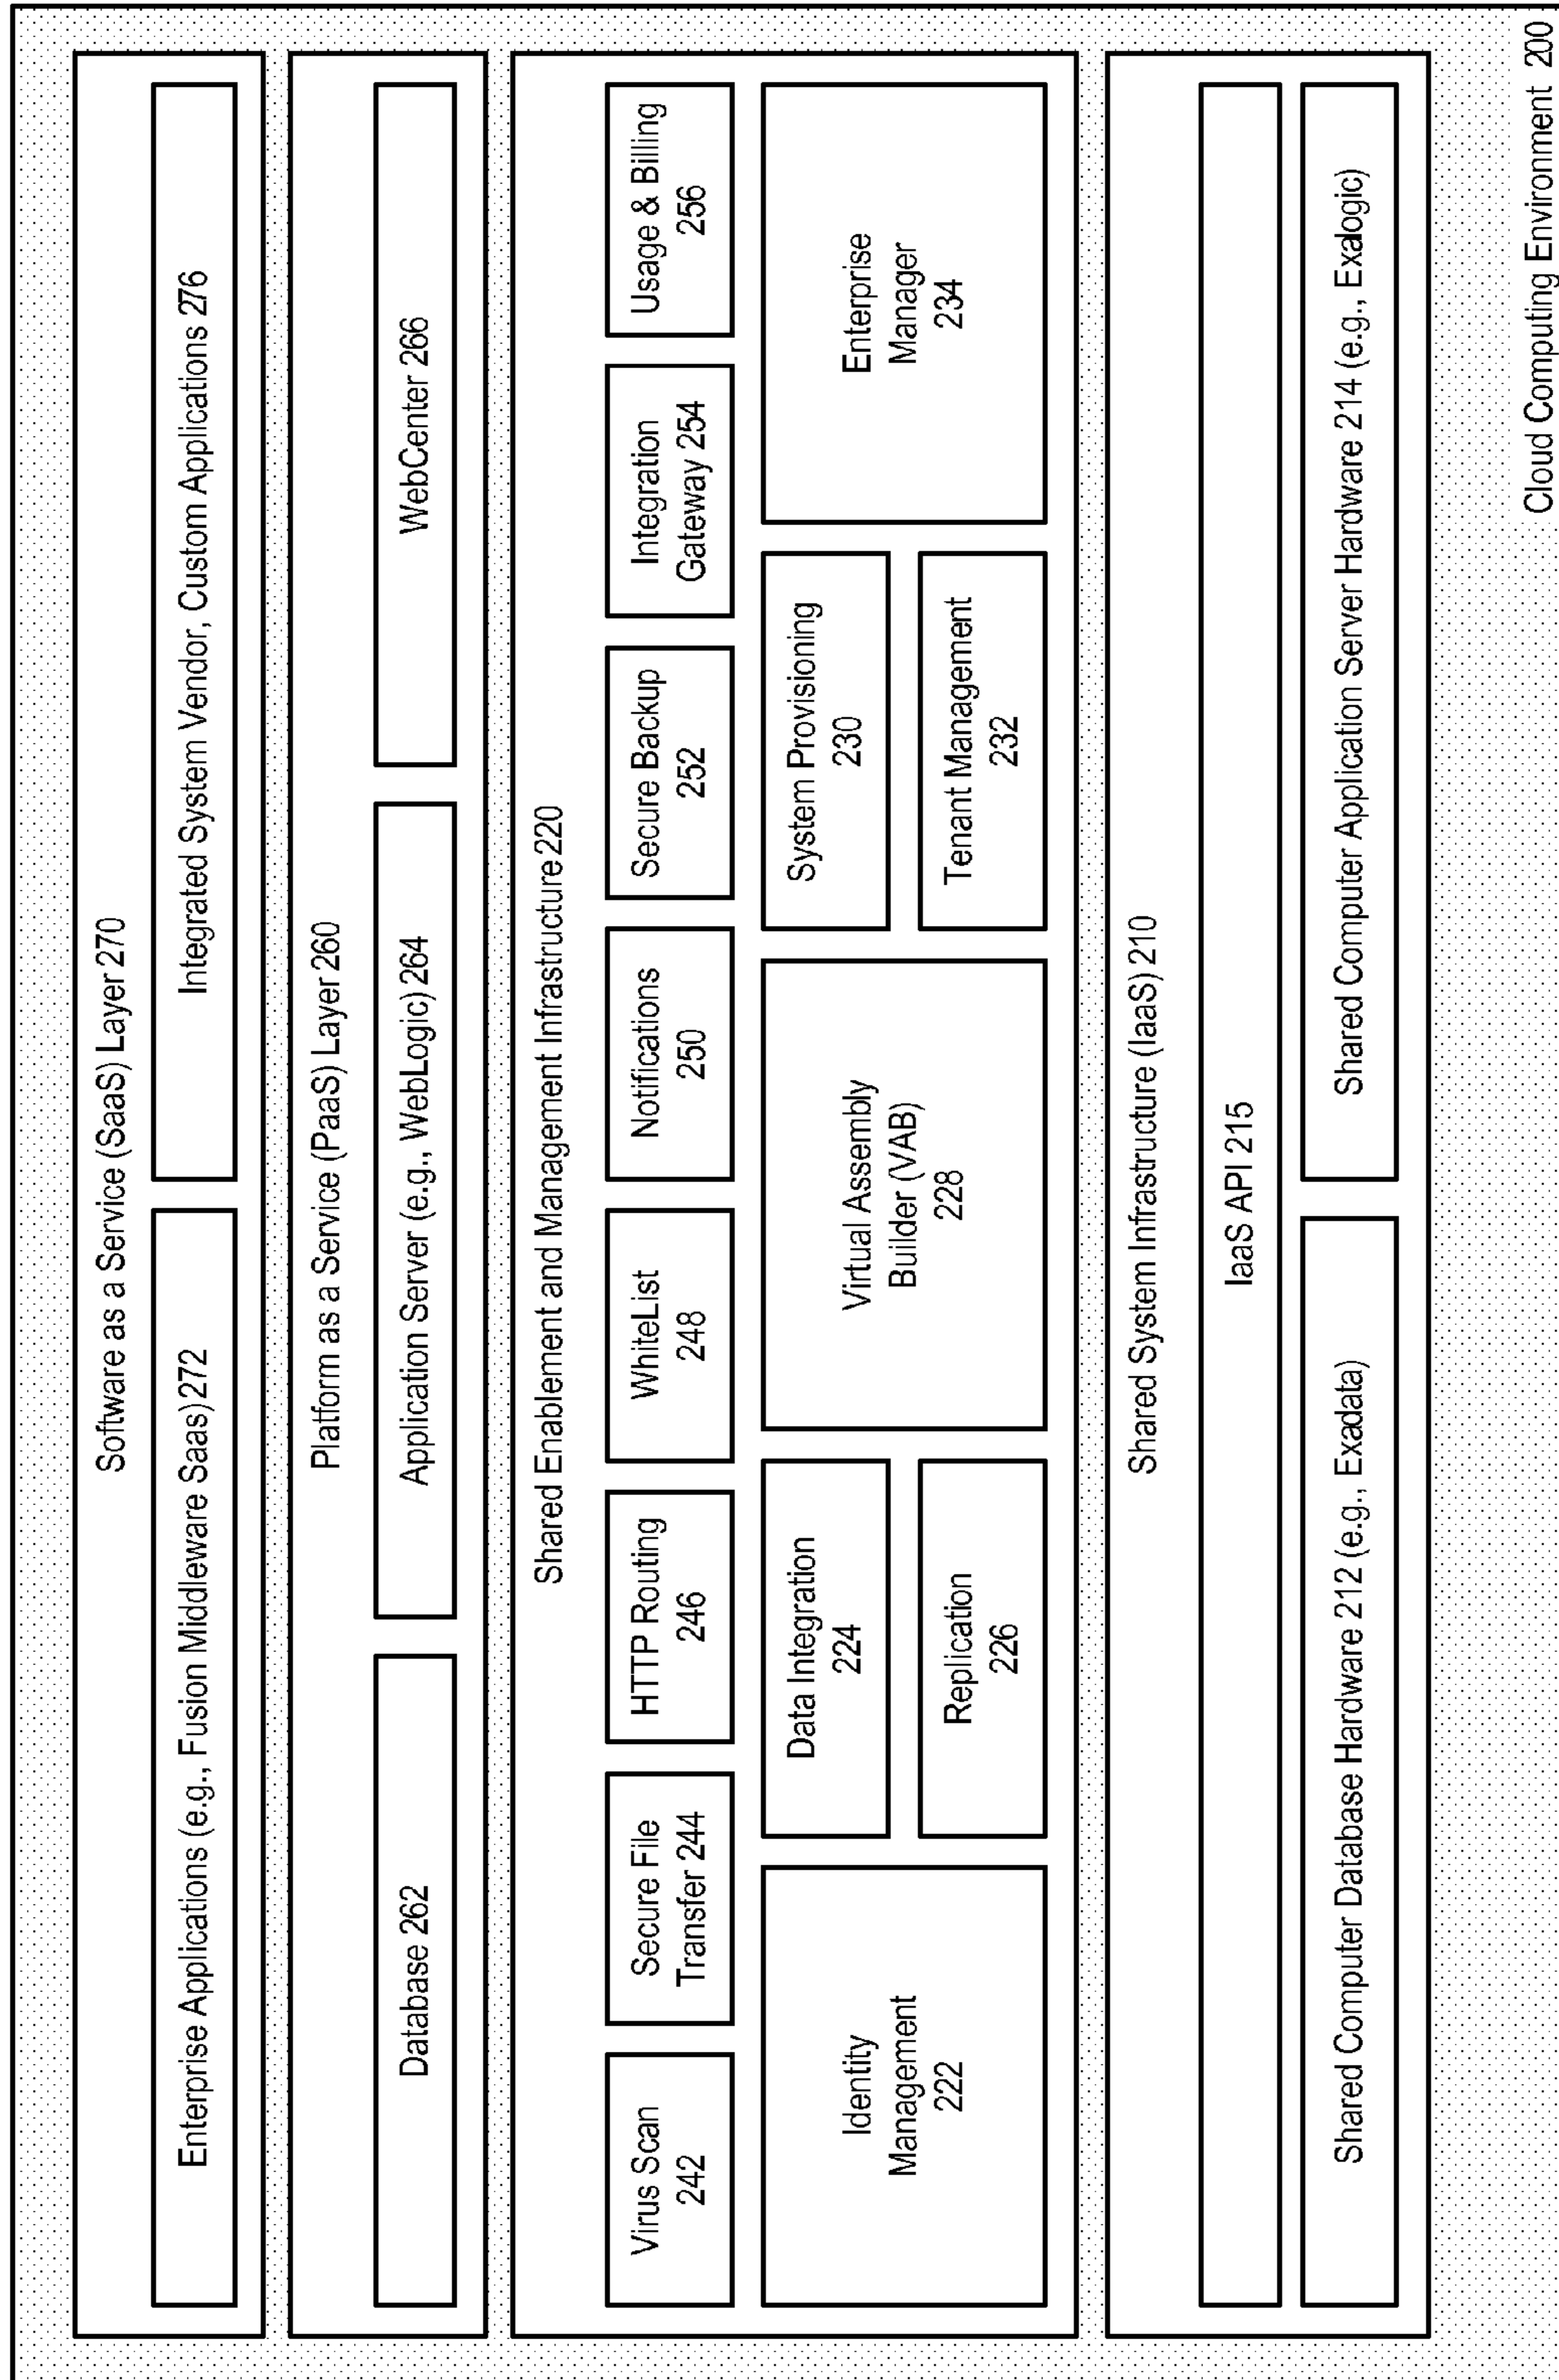 Software as a Service (SaaS) Layer 270
Enterprise Applications (e.g., Fusion Middleware Saas) 272
Integrated System Vendor, Custom Applications 276
Platform as a Service (PaaS) Layer 260
Database 262
Application Server (e.g., WebLogic) 264
WebCenter 266
Shared Enablement and Management Infrastructure 220
Virus Scan
242
Secure File
Transfer 244
HTTP Routing
246
WhiteList
248
Notifications
250
Secure Backup
252
Integration
Gateway 254
Usage & Billing
256
Identity
Management
222
Data Integration
224
Replication
226
Virtual Assembly
Builder (VAB)
228
System Provisioning
230
Tenant Management
232
Enterprise
Manager
234
Shared System Infrastructure (IaaS) 210
IaaS API 215
Shared Computer Database Hardware 212 (e.g., Exadata)
Shared Computer Application Server Hardware 214 (e.g., Exalogic)
Cloud Computing Environment 200